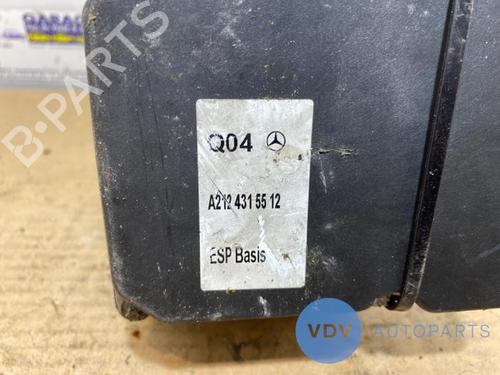 B-PARTS
Q04
A212 431 55 12
ESP Basis
VDV AUTOPARTS